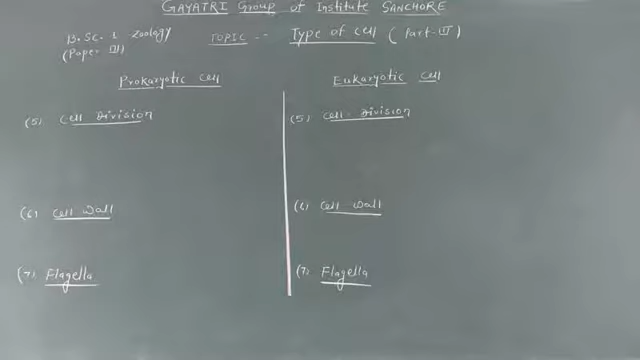 GAYATRI Group of Institute SANCHORE
B.SC. I Zoology
(Paper III)
TOPIC :- Type of cell (Part-III)
Prokaryotic cell
Eukaryotic cell
(5) Cell Division
(5) Cell Division
(6) Cell Wall
(6) Cell Wall
(7) Flagella
(7) Flagella